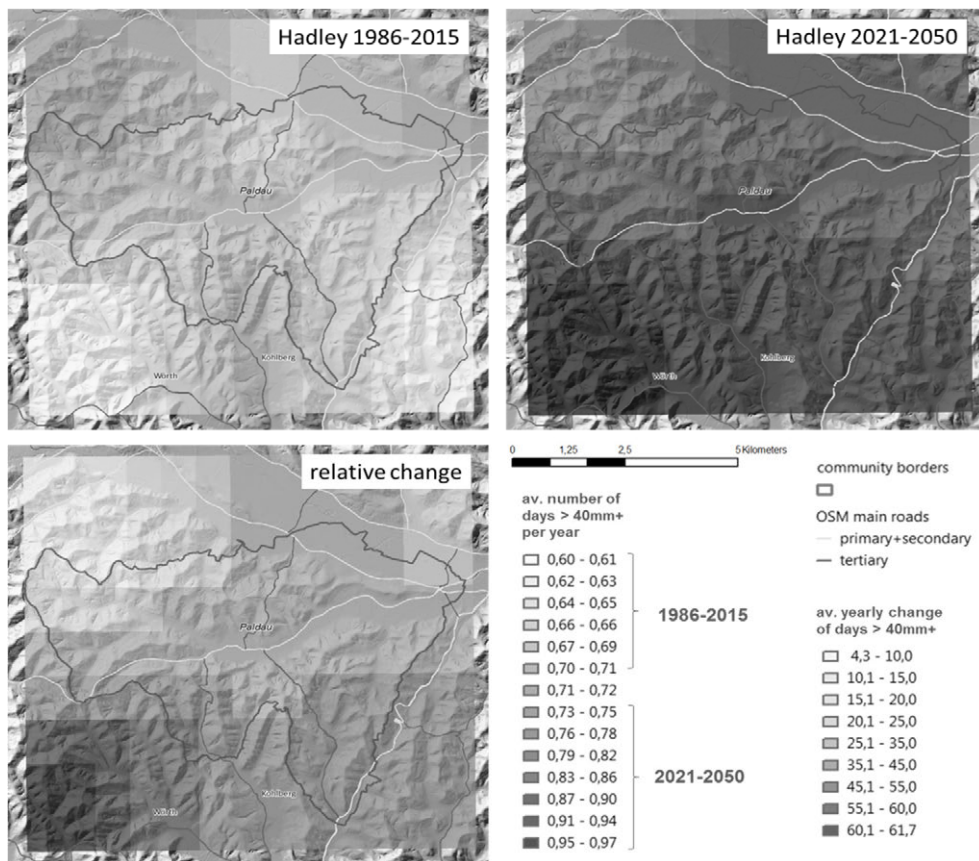 Hadley 1986-2015
Hadley 2021-2050
Paldau
Kohlberg
Wörth
Paldau
Kohlberg
Wörth
relative change
Paldau
Kohlberg
Wörth
0 1,25 2,5 5 Kilometers
av. number of
days > 40mm+
per year
0,60 - 0,61
0,62 - 0,63
0,64 - 0,65
0,66 - 0,66
0,67 - 0,69
0,70 - 0,71
0,71 - 0,72
0,73 - 0,75
0,76 - 0,78
0,79 - 0,82
0,83 - 0,86
0,87 - 0,90
0,91 - 0,94
0,95 - 0,97
1986-2015
2021-2050
community borders
OSM main roads
primary+secondary
tertiary
av. yearly change
of days > 40mm+
4,3 - 10,0
10,1 - 15,0
15,1 - 20,0
20,1 - 25,0
25,1 - 35,0
35,1 - 45,0
45,1 - 55,0
55,1 - 60,0
60,1 - 61,7